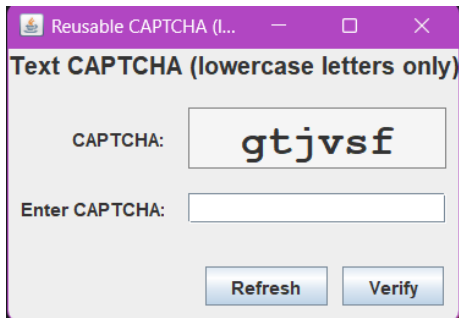 Reusable CAPTCHA (l...
Text CAPTCHA (lowercase letters only)
CAPTCHA: gtjvsf
Enter CAPTCHA:
Refresh Verify